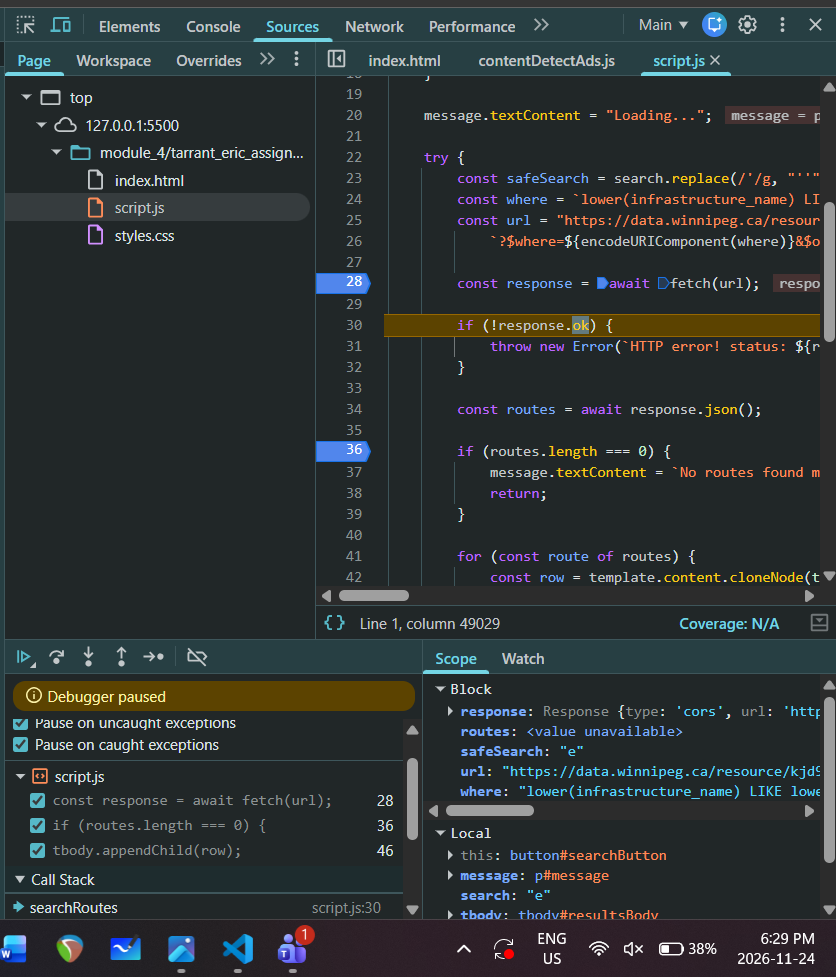 Elements Console Sources Network Performance Main
Page Workspace Overrides index.html contentDetectAds.js script.js
top
127.0.0.1:5500
module_4/tarrant_eric_assign...
index.html
script.js
styles.css
19
20 message.textContent = "Loading..."; message = p
21
22 try {
23 const safeSearch = search.replace(/'/g, "''"
24 const where = `lower(infrastructure_name) LI
25 const url = "https://data.winnipeg.ca/resour
26 `?$where=${encodeURIComponent(where)}&$o
27
28 const response = await fetch(url); respo
29
30 if (!response.ok) {
31 throw new Error(`HTTP error! status: ${r
32 }
33
34 const routes = await response.json();
35
36 if (routes.length === 0) {
37 message.textContent = `No routes found m
38 return;
39 }
40
41 for (const route of routes) {
42 const row = template.content.cloneNode(t
{} Line 1, column 49029 Coverage: N/A
Debugger paused
Pause on uncaught exceptions
Pause on caught exceptions
script.js
const response = await fetch(url); 28
if (routes.length === 0) { 36
tbody.appendChild(row); 46
Call Stack
searchRoutes script.js:30
Scope Watch
Block
response: Response {type: 'cors', url: 'http
routes: <value unavailable>
safeSearch: "e"
url: "https://data.winnipeg.ca/resource/kjd9
where: "lower(infrastructure_name) LIKE lowe
Local
this: button#searchButton
message: p#message
search: "e"
tbody: tbody#resultsBody
1
ENG
US
38%
6:29 PM
2026-11-24